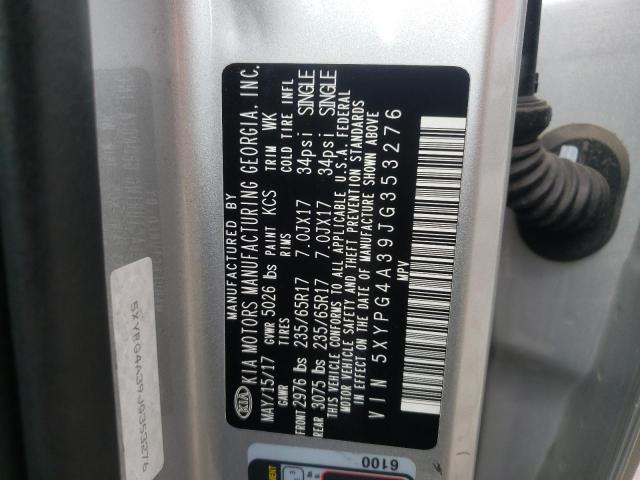 MANUFACTURED BY
KIA KIA MOTORS MANUFACTURING GEORGIA, INC.
MAY/15/17 GVWR 5026 lbs PAINT KCS TRIM WK
GAWR TIRES RIMS COLD TIRE INFL
FRONT 2976 lbs 235/65R17 7.0JX17 34psi SINGLE
REAR 3075 lbs 235/65R17 7.0JX17 34psi SINGLE
THIS VEHICLE CONFORMS TO ALL APPLICABLE U.S.A. FEDERAL
MOTOR VEHICLE SAFETY AND THEFT PREVENTION STANDARDS
IN EFFECT ON THE DATE OF MANUFACTURE SHOWN ABOVE
VIN 5XYPG4A39JG353276
MPV
5XYPG4A39JG353276
6100